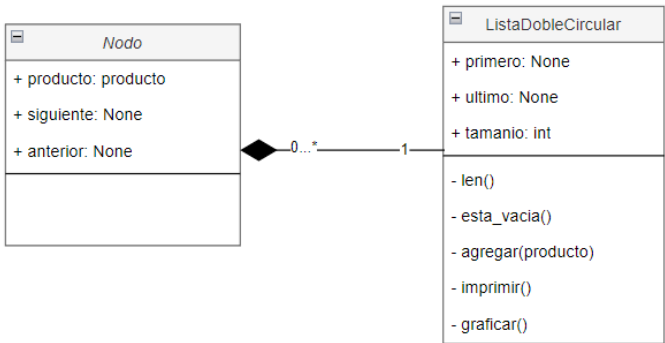 Nodo
+ producto: producto
+ siguiente: None
+ anterior: None
0...*
1
ListaDobleCircular
+ primero: None
+ ultimo: None
+ tamanio: int
- len()
- esta_vacia()
- agregar(producto)
- imprimir()
- graficar()